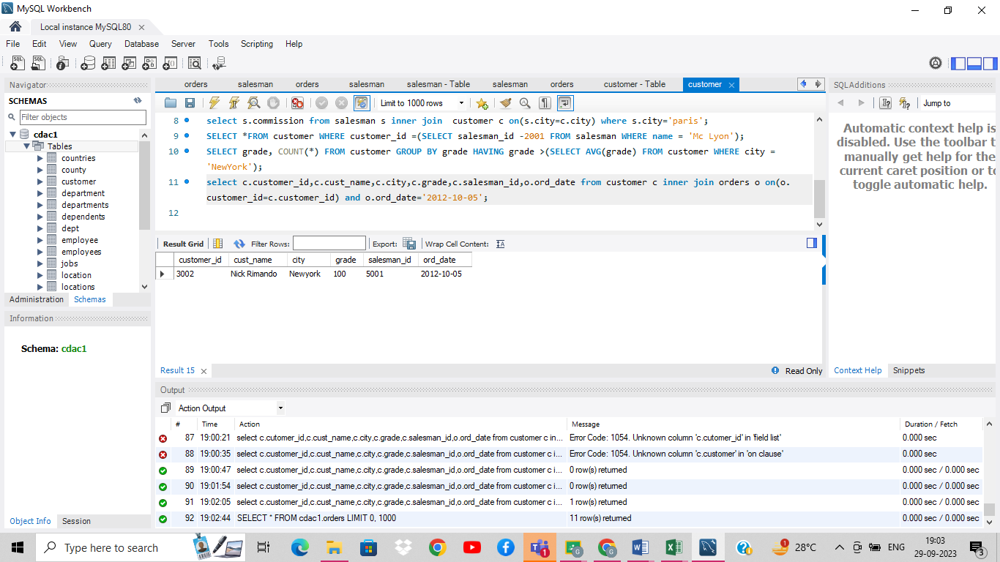 MySQL Workbench
Local instance MySQL80
File Edit View Query Database Server Tools Scripting Help
Navigator
SCHEMAS
Filter objects
cdac1
Tables
countries
county
customer
department
departments
dependents
dept
employee
employees
jobs
location
locations
Administration Schemas
Information
Schema: cdac1
Object Info Session
orders salesman orders salesman salesman - Table salesman orders customer - Table customer
Limit to 1000 rows
8 select s.commission from salesman s inner join customer c on(s.city=c.city) where s.city='paris';
9 SELECT *FROM customer WHERE customer_id =(SELECT salesman_id -2001 FROM salesman WHERE name = 'Mc Lyon');
10 SELECT grade, COUNT(*) FROM customer GROUP BY grade HAVING grade >(SELECT AVG(grade) FROM customer WHERE city =
'NewYork');
11 select c.customer_id,c.cust_name,c.city,c.grade,c.salesman_id,o.ord_date from customer c inner join orders o on(o.
customer_id=c.customer_id) and o.ord_date='2012-10-05';
12
Result Grid Filter Rows: Export: Wrap Cell Content:
customer_id cust_name city grade salesman_id ord_date
3002 Nick Rimando Newyork 100 5001 2012-10-05
Result 15 Read Only
SQLAdditions
Jump to
Automatic context help is
disabled. Use the toolbar t
manually get help for the
current caret position or to
toggle automatic help.
Context Help Snippets
Output
Action Output
# Time Action Message Duration / Fetch
87 19:00:21 select c.cutomer_id,c.cust_name,c.city,c.grade,c.salesman_id,o.ord_date from customer c in... Error Code: 1054. Unknown column 'c.cutomer_id' in 'field list' 0.000 sec
88 19:00:35 select c.customer_id,c.cust_name,c.city,c.grade,c.salesman_id,o.ord_date from customer c i... Error Code: 1054. Unknown column 'c.customer' in 'on clause' 0.000 sec
89 19:00:47 select c.customer_id,c.cust_name,c.city,c.grade,c.salesman_id,o.ord_date from customer c i... 0 row(s) returned 0.000 sec / 0.000 sec
90 19:01:54 select c.customer_id,c.cust_name,c.city,c.grade,c.salesman_id,o.ord_date from customer c i... 0 row(s) returned 0.000 sec / 0.000 sec
91 19:02:05 select c.customer_id,c.cust_name,c.city,c.grade,c.salesman_id,o.ord_date from customer c i... 1 row(s) returned 0.000 sec / 0.000 sec
92 19:02:44 SELECT * FROM cdac1.orders LIMIT 0, 1000 11 row(s) returned 0.000 sec / 0.000 sec
Type here to search
28°C
ENG
19:03
29-09-2023
3